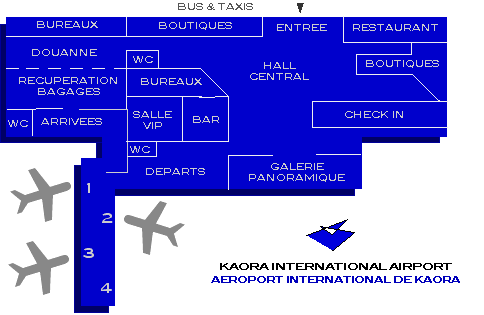 BUS & TAXIS
BUREAUX
BOUTIQUES
ENTREE
RESTAURANT
DOUANNE
WC
HALL
CENTRAL
BOUTIQUES
RECUPERATION
BAGAGES
BUREAUX
WC
ARRIVEES
SALLE
VIP
BAR
CHECK IN
WC
DEPARTS
GALERIE
PANORAMIQUE
1
2
3
4
KAORA INTERNATIONAL AIRPORT
AEROPORT INTERNATIONAL DE KAORA